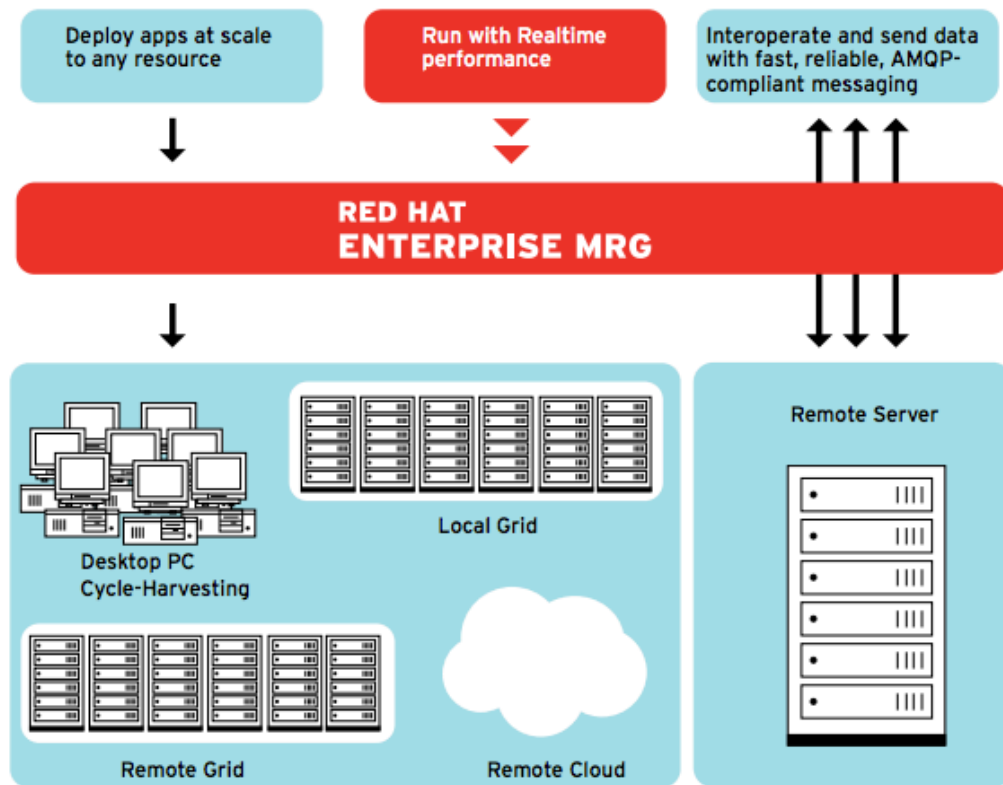 Deploy apps at scale
to any resource
Run with Realtime
performance
Interoperate and send data
with fast, reliable, AMQP-
compliant messaging
RED HAT
ENTERPRISE MRG
Desktop PC
Cycle-Harvesting
Local Grid
Remote Grid
Remote Cloud
Remote Server